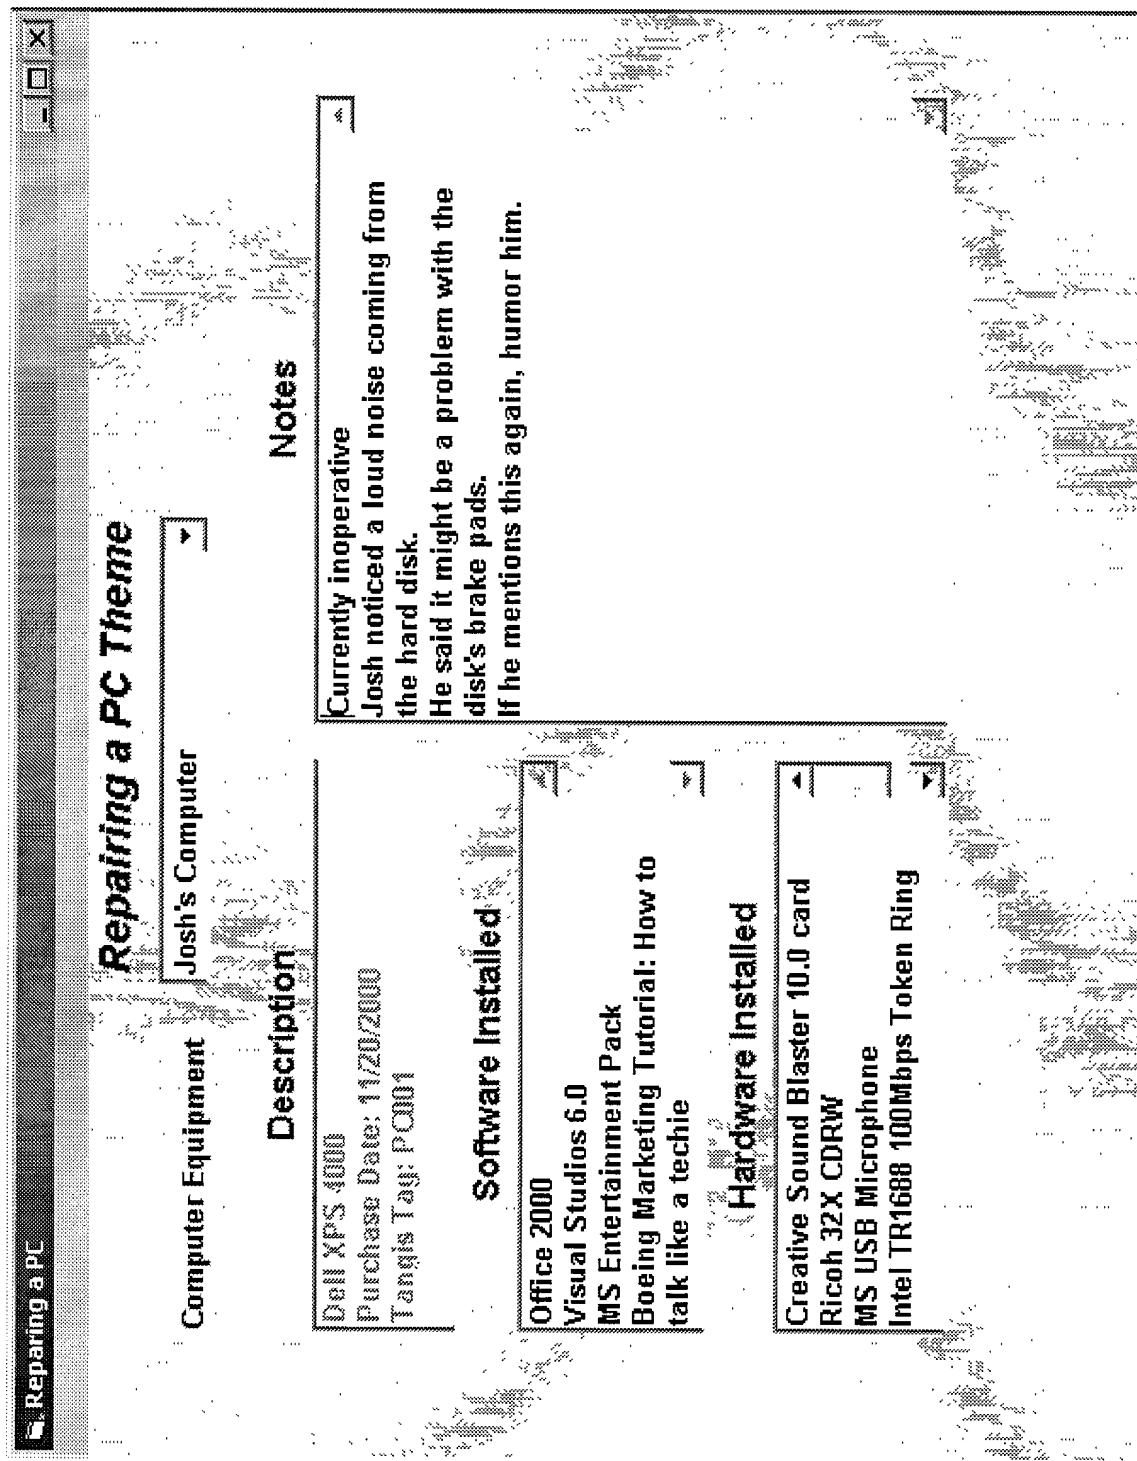 Reparing a PC
Repairing a PC Theme
Computer Equipment
Josh's Computer
Description
Dell XPS 4000
Purchase Date: 11/20/2000
Tangis Tag: PC001
Software Installed
Office 2000
Visual Studios 6.0
MS Entertainment Pack
Boeing Marketing Tutorial: How to
talk like a techie
Hardware Installed
Creative Sound Blaster 10.0 card
Ricoh 32X CDRW
MS USB Microphone
Intel TR1688 100Mbps Token Ring
Notes
Currently inoperative
Josh noticed a loud noise coming from
the hard disk.
He said it might be a problem with the
disk's brake pads.
If he mentions this again, humor him.